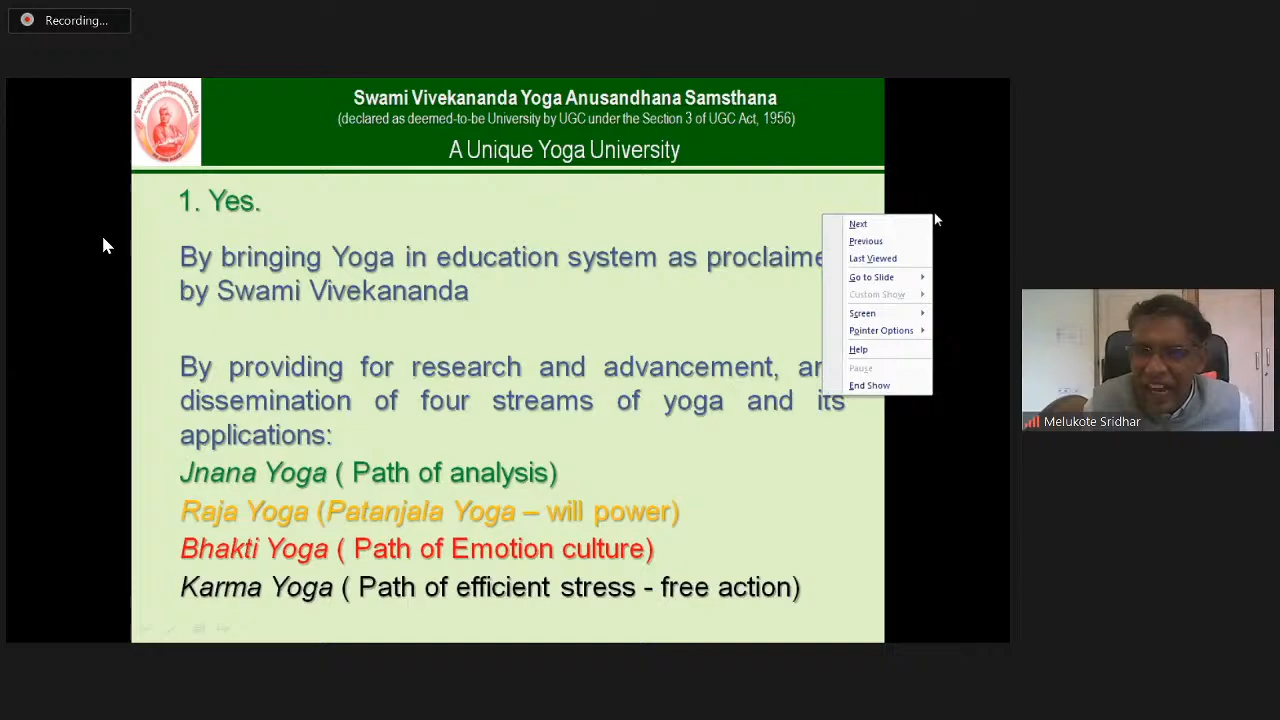 Recording...
Swami Vivekananda Yoga Anusandhana Samsthana
(declared as deemed-to-be University by UGC under the Section 3 of UGC Act, 1956)
A Unique Yoga University
1. Yes.
By bringing Yoga in education system as proclaime
by Swami Vivekananda
By providing for research and advancement, an
dissemination of four streams of yoga and its
applications:
Jnana Yoga ( Path of analysis)
Raja Yoga (Patanjala Yoga – will power)
Bhakti Yoga ( Path of Emotion culture)
Karma Yoga ( Path of efficient stress - free action)
Next
Previous
Last Viewed
Go to Slide
Custom Show
Screen
Pointer Options
Help
Pause
End Show
Melukote Sridhar